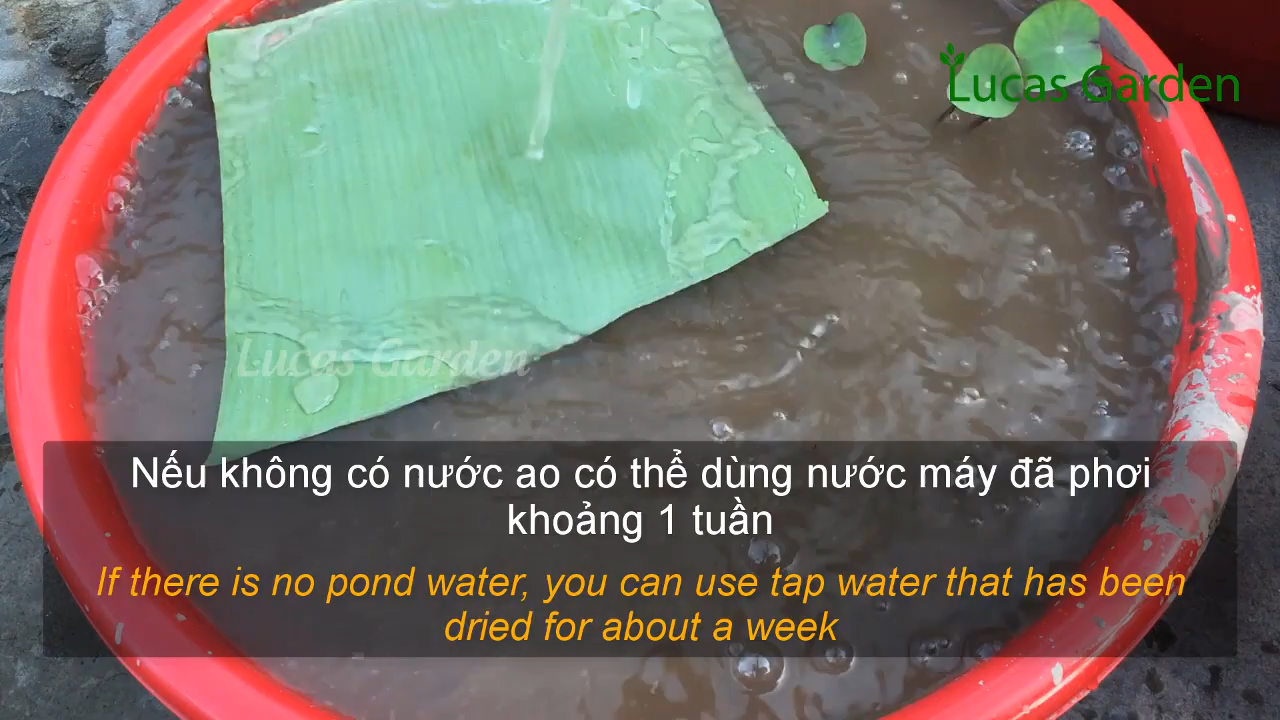 Lucas Garden
Lucas Garden
Nếu không có nước ao có thể dùng nước máy đã phơi
khoảng 1 tuần
If there is no pond water, you can use tap water that has been
dried for about a week